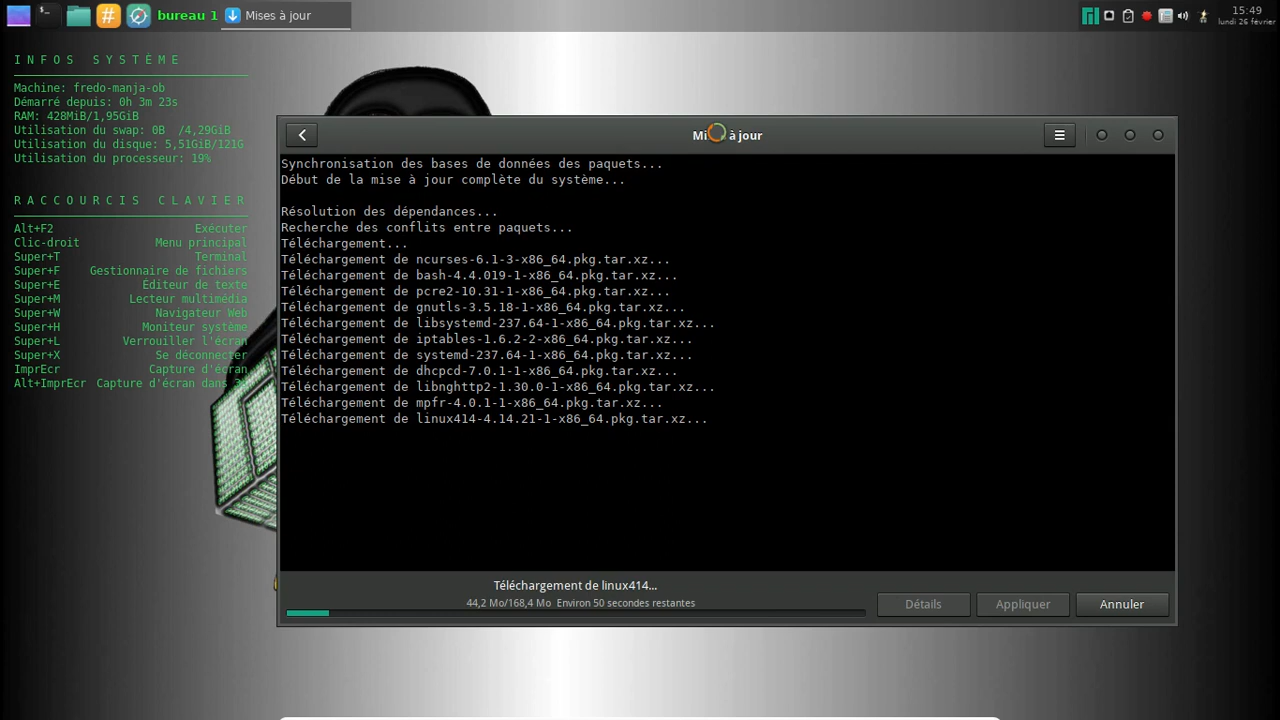 bureau 1
Mises à jour
15:49
lundi 26 février
INFOS SYSTÈME
Machine: fredo-manja-ob
Démarré depuis: 0h 3m 23s
RAM: 428MiB/1,95GiB
Utilisation du swap: 0B /4,29GiB
Utilisation du disque: 5,51GiB/121G
Utilisation du processeur: 19%
RACCOURCIS CLAVIER
Alt+F2 Exécuter
Clic-droit Menu principal
Super+T Terminal
Super+F Gestionnaire de fichiers
Super+E Éditeur de texte
Super+M Lecteur multimédia
Super+W Navigateur Web
Super+H Moniteur système
Super+L Verrouiller l'écran
Super+X Se déconnecter
ImprEcr Capture d'écran
Alt+ImprEcr Capture d'écran dans
Mi à jour
Synchronisation des bases de données des paquets...
Début de la mise à jour complète du système...
Résolution des dépendances...
Recherche des conflits entre paquets...
Téléchargement...
Téléchargement de ncurses-6.1-3-x86_64.pkg.tar.xz...
Téléchargement de bash-4.4.019-1-x86_64.pkg.tar.xz...
Téléchargement de pcre2-10.31-1-x86_64.pkg.tar.xz...
Téléchargement de gnutls-3.5.18-1-x86_64.pkg.tar.xz...
Téléchargement de libsystemd-237.64-1-x86_64.pkg.tar.xz...
Téléchargement de iptables-1.6.2-2-x86_64.pkg.tar.xz...
Téléchargement de systemd-237.64-1-x86_64.pkg.tar.xz...
Téléchargement de dhcpcd-7.0.1-1-x86_64.pkg.tar.xz...
Téléchargement de libnghttp2-1.30.0-1-x86_64.pkg.tar.xz...
Téléchargement de mpfr-4.0.1-1-x86_64.pkg.tar.xz...
Téléchargement de linux414-4.14.21-1-x86_64.pkg.tar.xz...
Téléchargement de linux414...
44,2 Mo/168,4 Mo Environ 50 secondes restantes
Détails
Appliquer
Annuler